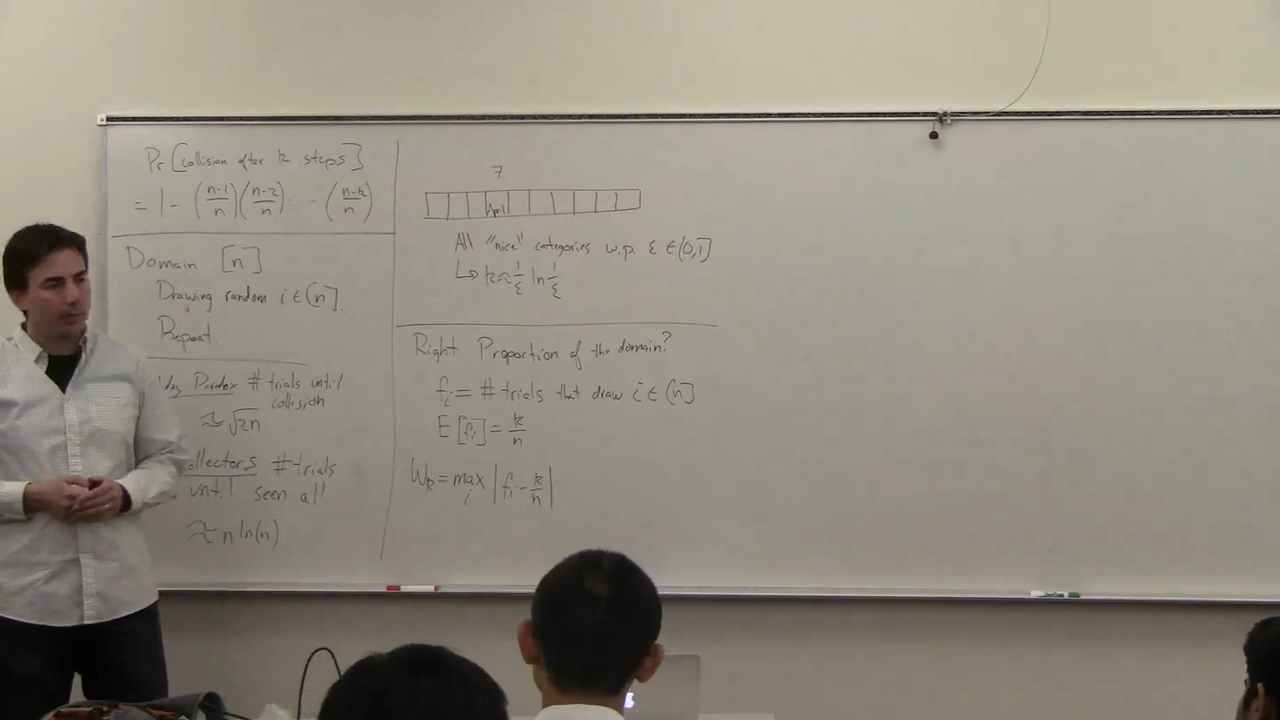 Pr[collision after k steps]
= 1 - (n-1/n)(n-2/n) · · · (n-k/n)
Domain [n]
Drawing random i ∈ [n].
Repeat
# trials until
collision
≈ √2n
ollectors # trials
until seen all
≈ n ln(n)
7
All "nice" categories w.p. ε ∈ (0,1]
↳ k ≈ 1/ε ln 1/ε
Right Proportion of the domain?
fᵢ = # trials that draw i ∈ [n]
E[fᵢ] = k/n
Wₖ = max |fᵢ - k/n|
i